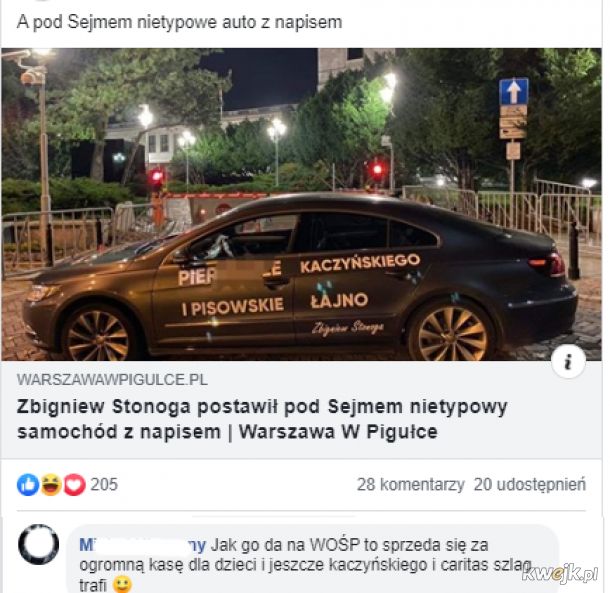 A pod Sejmem nietypowe auto z napisem
KACZYŃSKIEGO
I PISOWSKIE ŁAJNO
Zbigniew Stonoga
i
WARSZAWAWPIGULCE.PL
Zbigniew Stonoga postawił pod Sejmem nietypowy
samochód z napisem | Warszawa W Pigułce
205
28 komentarzy 20 udostępnień
Jak go da na WOŚP to sprzeda się za
ogromną kasę dla dzieci i jeszcze kaczyńskiego i caritas szlag
trafi
kwejk.pl